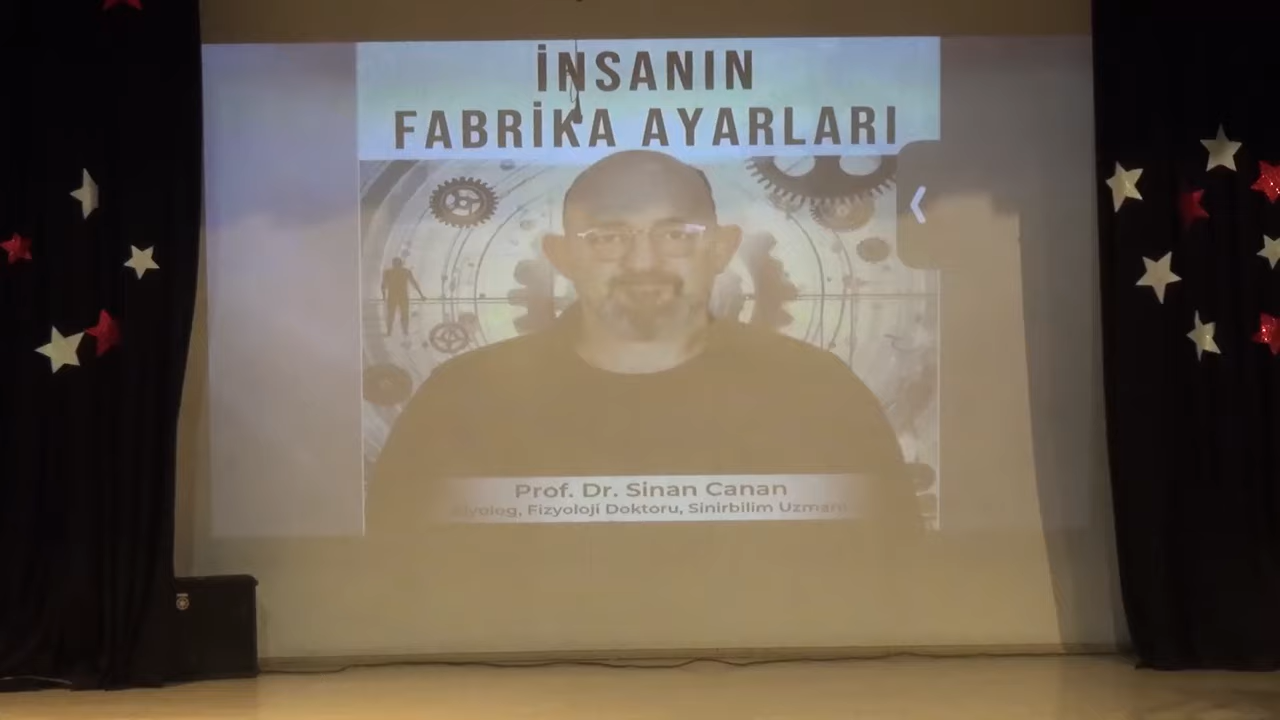 İNSANIN
FABRİKA AYARLARI
Prof. Dr. Sinan Canan
Fizyoloji Doktoru, Sinirbilim Uzmanı